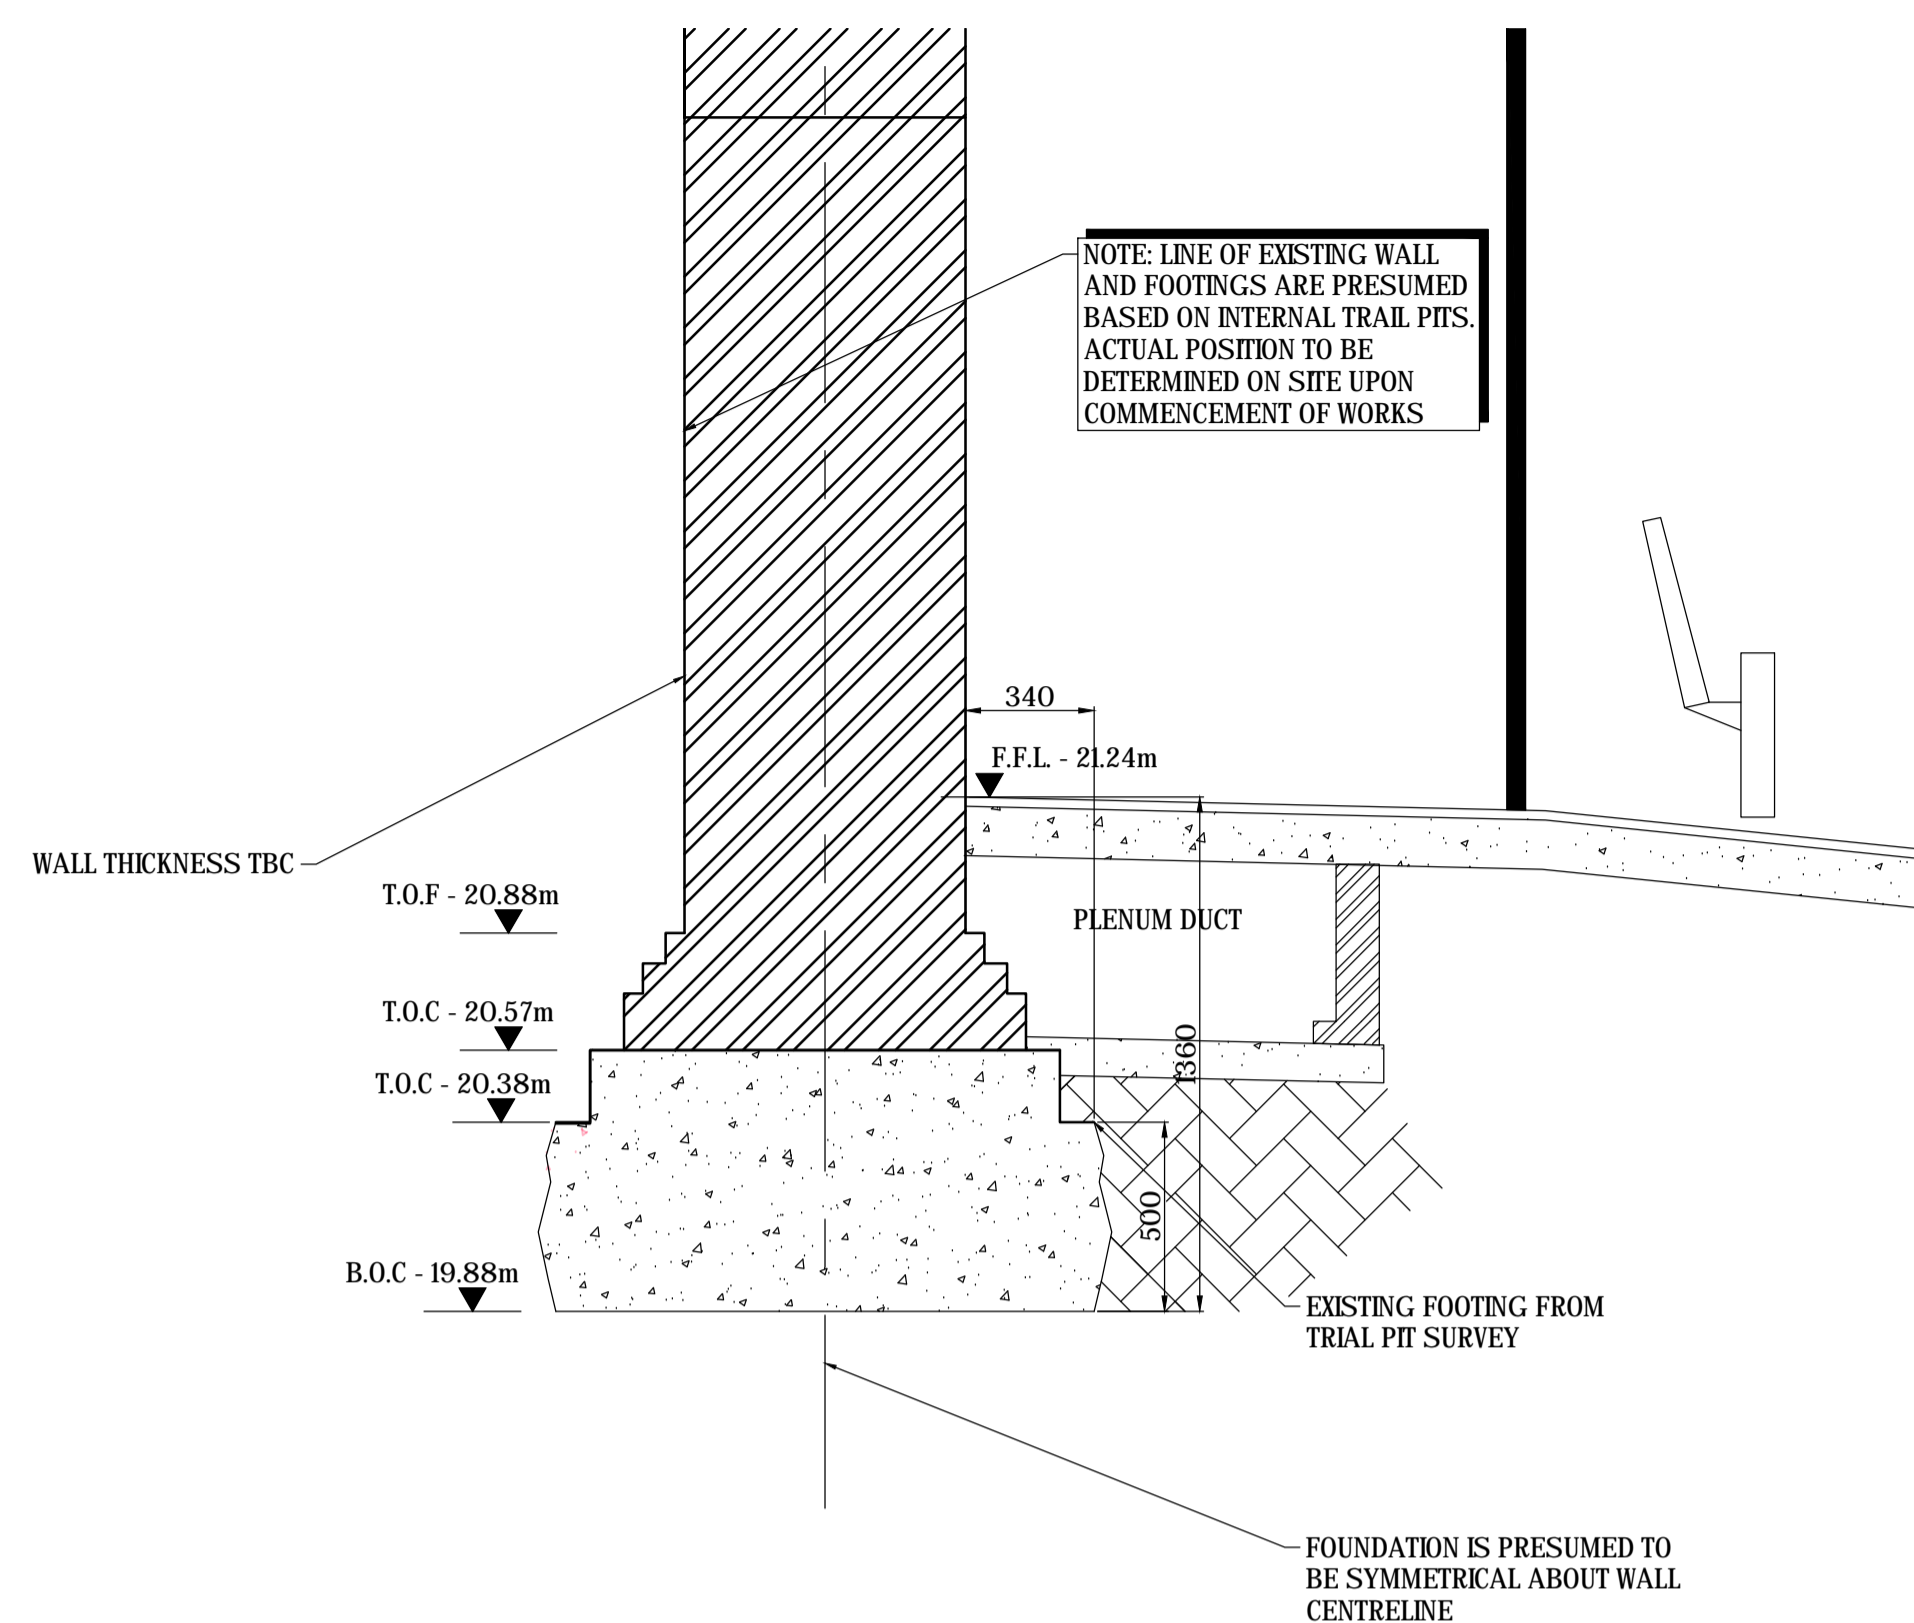 NOTE: LINE OF EXISTING WALL
AND FOOTINGS ARE PRESUMED
BASED ON INTERNAL TRAIL PITS.
ACTUAL POSITION TO BE
DETERMINED ON SITE UPON
COMMENCEMENT OF WORKS
340
F.F.L. - 21.24m
WALL THICKNESS TBC
T.O.F - 20.88m
PLENUM DUCT
T.O.C - 20.57m
1360
T.O.C - 20.38m
500
B.O.C - 19.88m
EXISTING FOOTING FROM
TRIAL PIT SURVEY
FOUNDATION IS PRESUMED TO
BE SYMMETRICAL ABOUT WALL
CENTRELINE